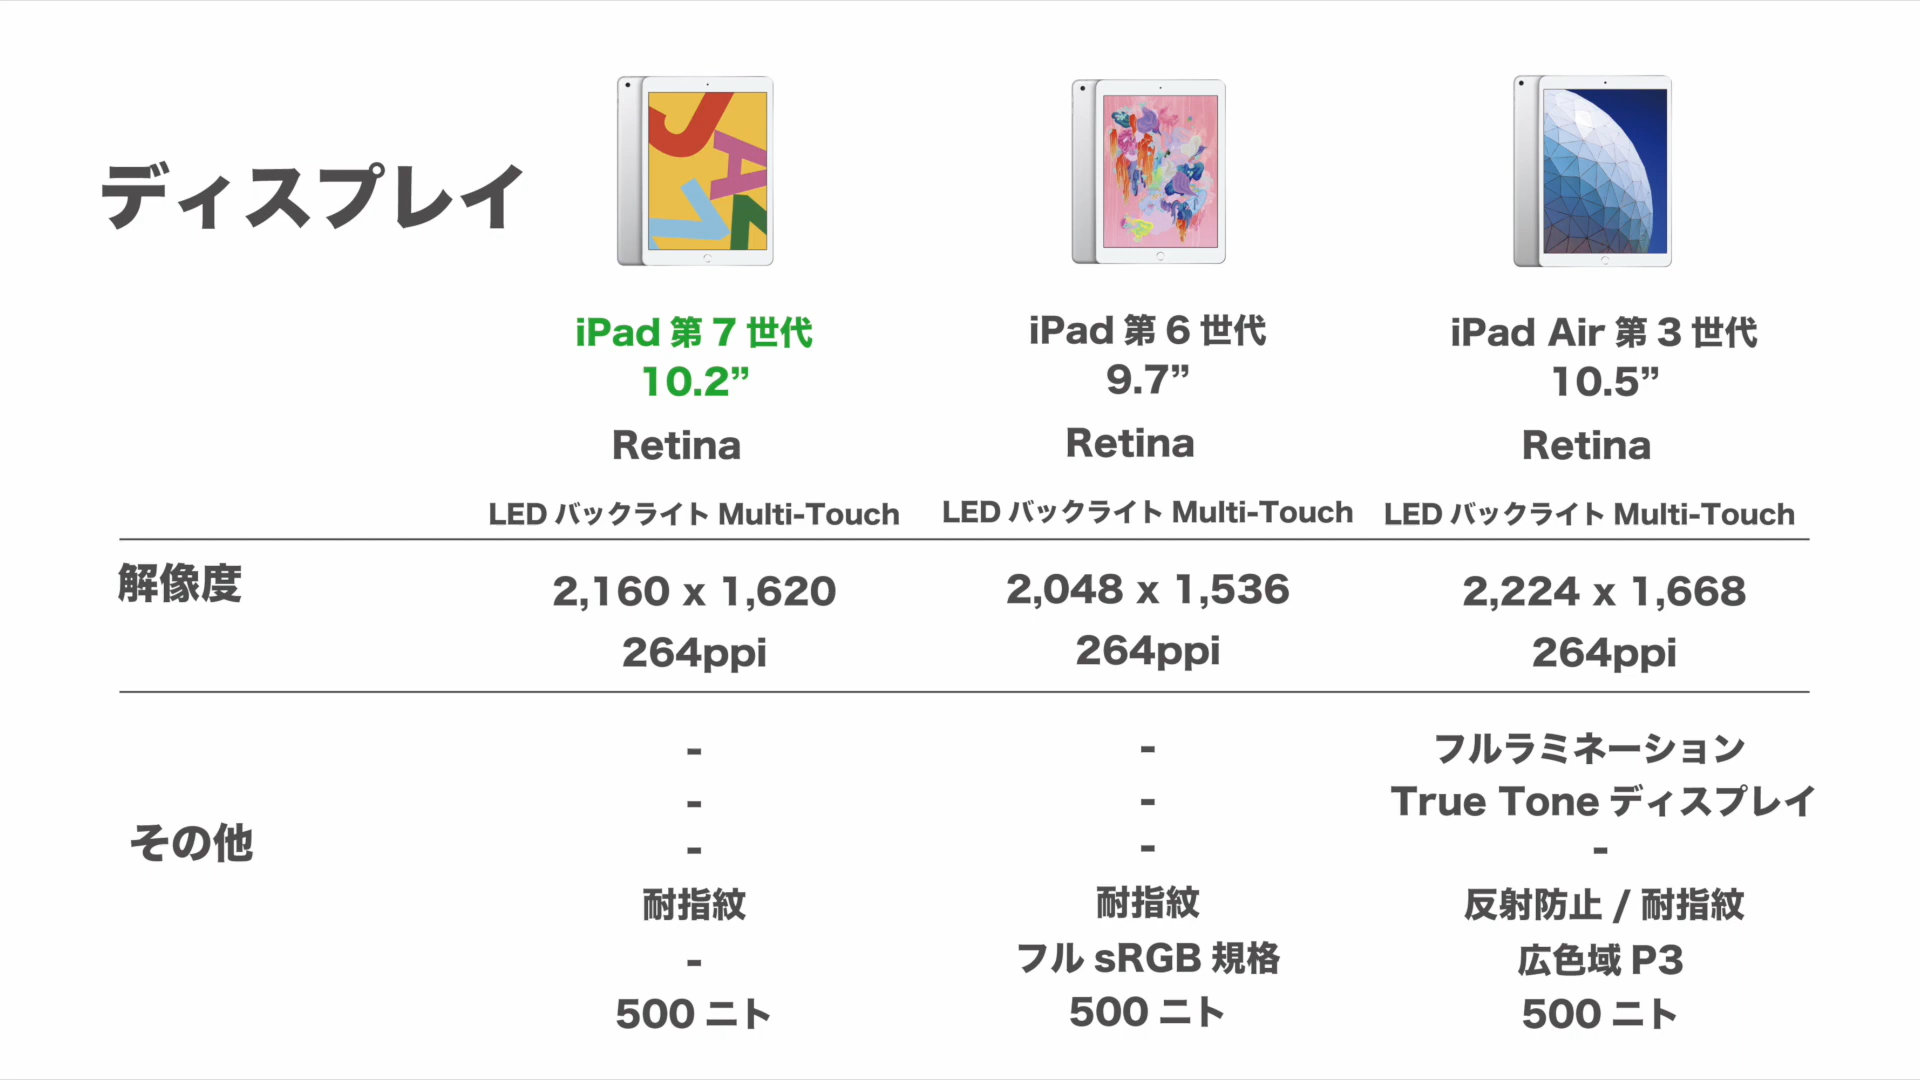 ディスプレイ
iPad 第 7 世代 iPad 第 6 世代 iPad Air 第 3 世代
10.2” 9.7” 10.5”
Retina Retina Retina
LED バックライト Multi-Touch LED バックライト Multi-Touch LED バックライト Multi-Touch
解像度 2,160 x 1,620 2,048 x 1,536 2,224 x 1,668
264ppi 264ppi 264ppi
- - フルラミネーション
- - True Tone ディスプレイ
その他 - - -
耐指紋 耐指紋 反射防止 / 耐指紋
- フル sRGB 規格 広色域 P3
500 ニト 500 ニト 500 ニト